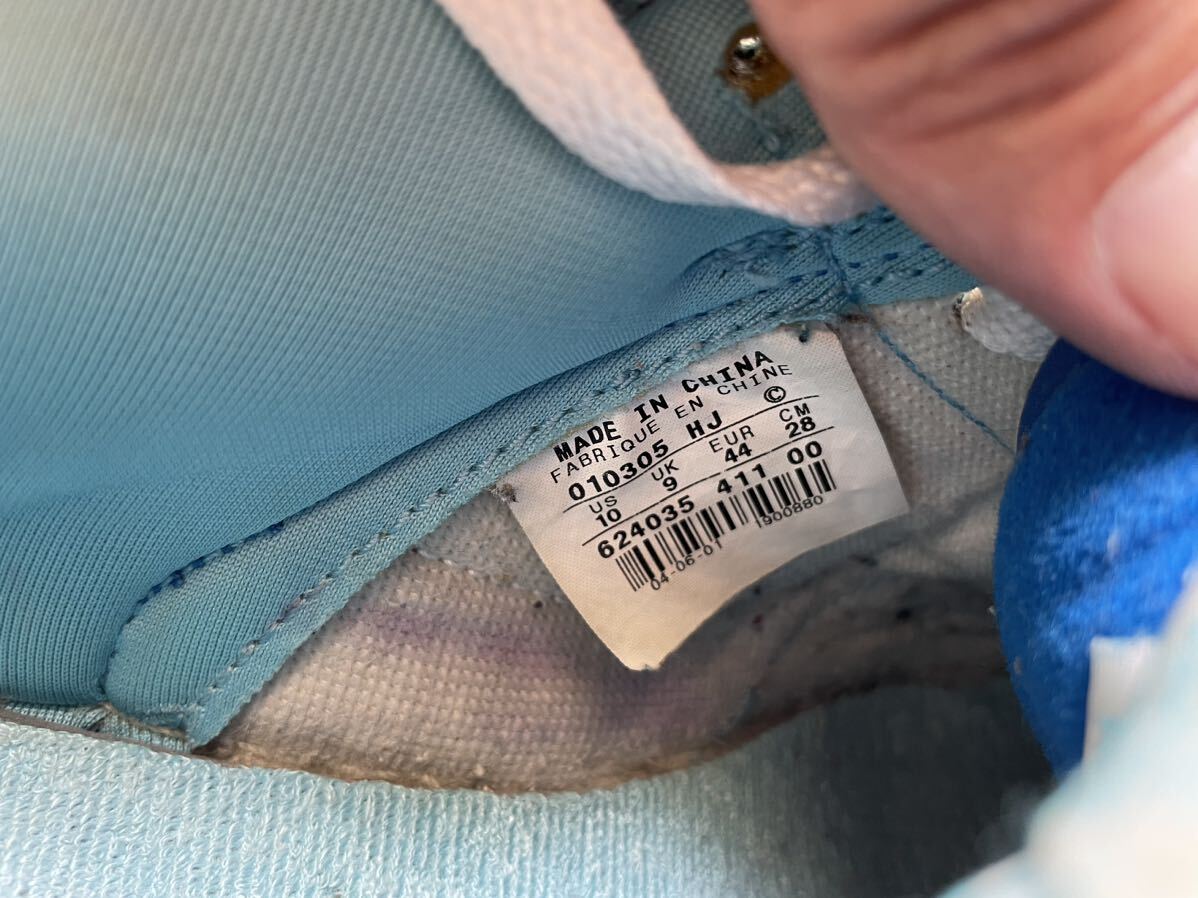 MADE IN CHINA
FABRIQUE EN CHINE
010305 HJ ©
US UK EUR CM
10 9 44 28
624035 411 00
04-06-01 1900880